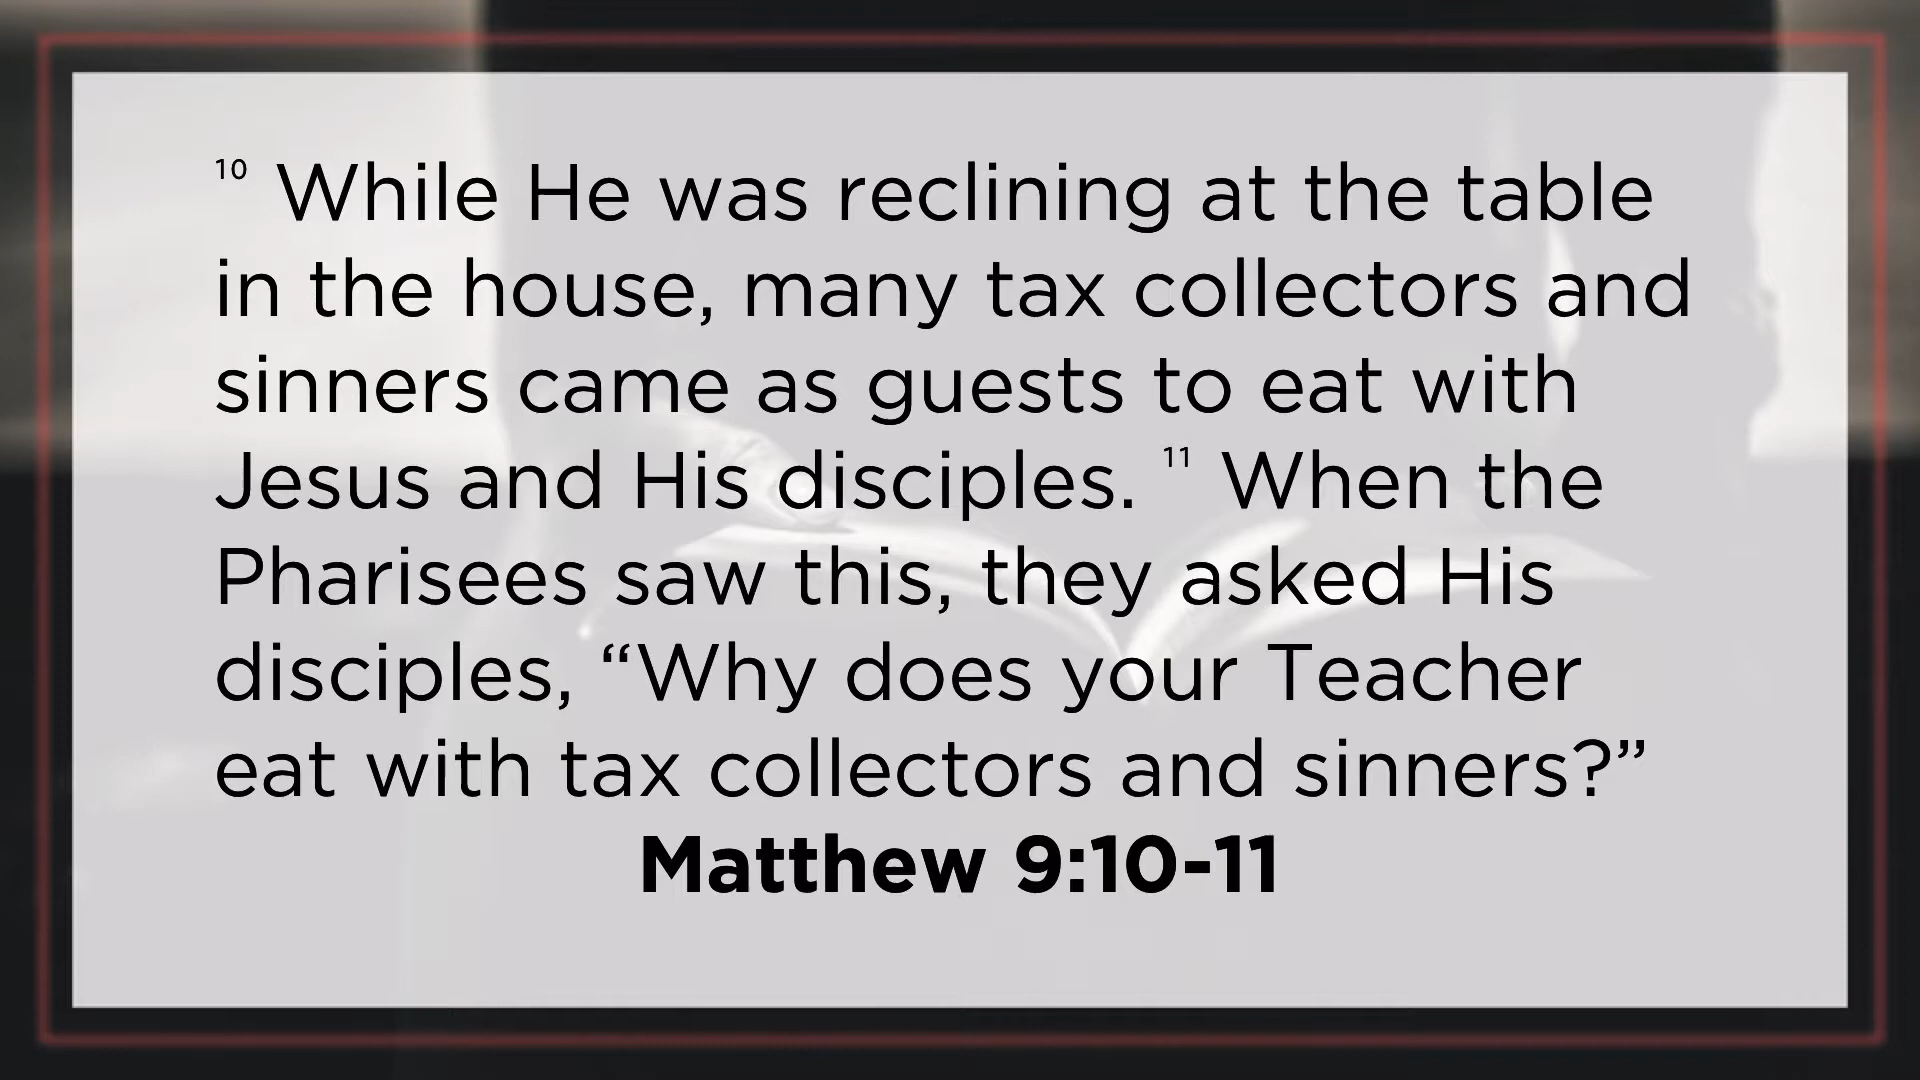 10 While He was reclining at the table
in the house, many tax collectors and
sinners came as guests to eat with
Jesus and His disciples. 11 When the
Pharisees saw this, they asked His
disciples, “Why does your Teacher
eat with tax collectors and sinners?”
Matthew 9:10-11